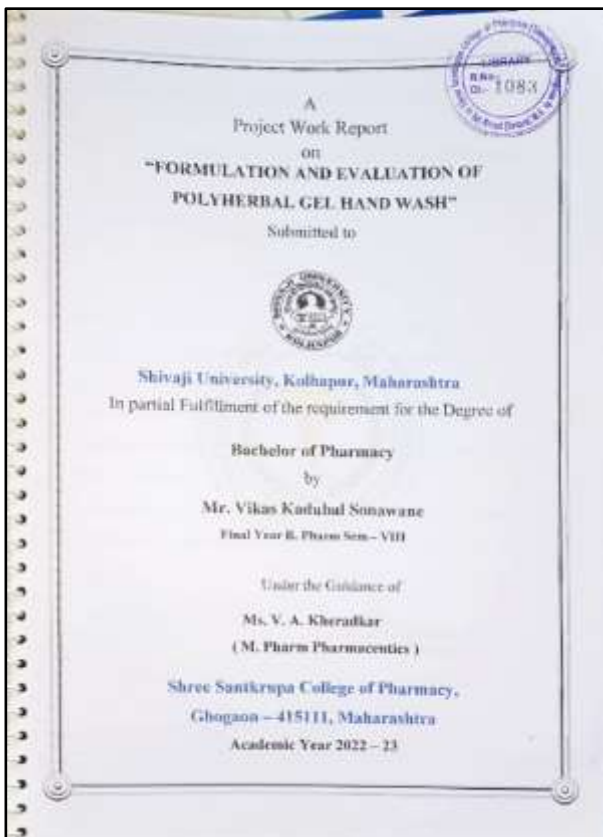 LIBRARY
1083
A
Project Work Report
on
"FORMULATION AND EVALUATION OF
POLYHERBAL GEL HAND WASH"
Submitted to
Shivaji University, Kolhapur, Maharashtra
In partial Fulfillment of the requirement for the Degree of
Bachelor of Pharmacy
by
Mr. Vikas Kadubal Sonawane
Final Year B. Pharm Sem – VIII
Under the Guidance of
Ms. V. A. Kheradkar
( M. Pharm Pharmaceutics )
Shree Santkrupa College of Pharmacy,
Ghogaon – 415111, Maharashtra
Academic Year 2022 – 23